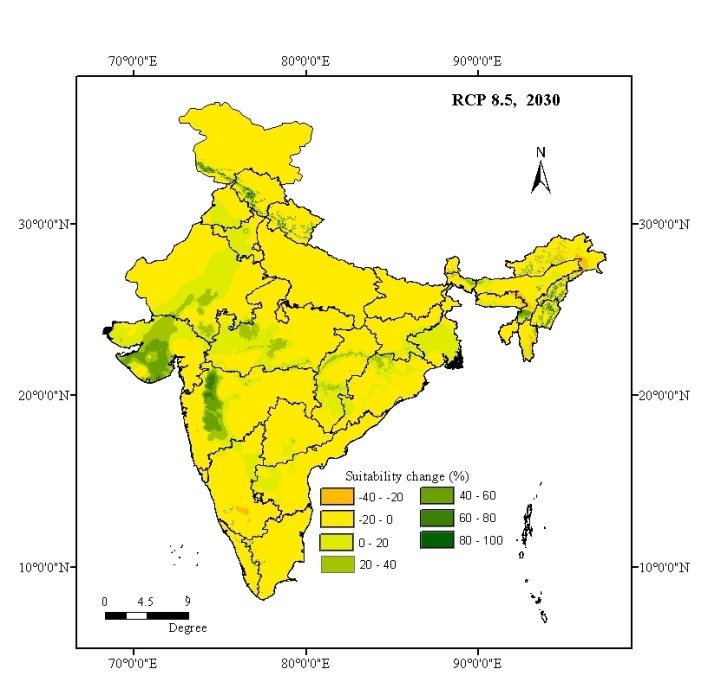 70°0'0"E 80°0'0"E 90°0'0"E
RCP 8.5, 2030
N
30°0'0"N 30°0'0"N
20°0'0"N 20°0'0"N
Suitability change (%)
-40 - -20 40 - 60
-20 - 0 60 - 80
0 - 20 80 - 100
20 - 40
10°0'0"N 10°0'0"N
0 4.5 9
Degree
70°0'0"E 80°0'0"E 90°0'0"E